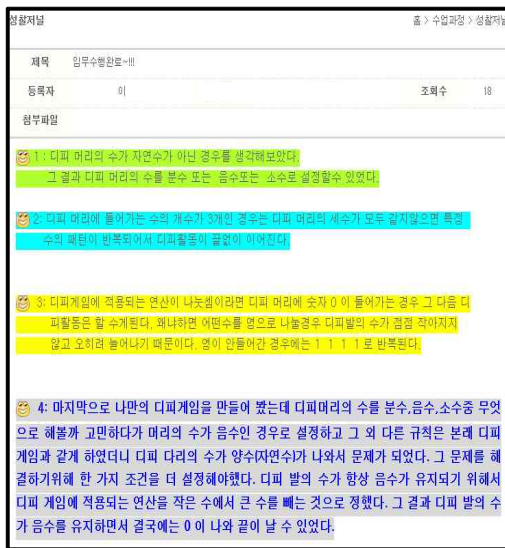 성찰저널
홈 > 수업과정 > 성찰저널
제목 임무수행완료~!!!
등록자 이
조회수 18
첨부파일
1 : 디피 머리의 수가 자연수가 아닌 경우를 생각해보았다.
그 결과 디피 머리의 수를 분수 또는 음수또는 소수로 설정할수 있었다.
2: 디피 머리에 들어가는 수의 개수가 3개인 경우는 디피 머리의 세수가 모두 같지않으면 특정
수의 패턴이 반복되어서 디피활동이 끝없이 이어진다.
3: 디피게임에 적용되는 연산이 나눗셈이라면 디피 머리에 숫자 0 이 들어가는 경우 그 다음 디
피활동은 할 수게된다. 왜냐하면 어떤수를 영으로 나눌경우 디피발의 수가 점점 작아지지
않고 오히려 늘어나기 때문이다. 영이 안들어간 경우에는 1 1 1 1 로 반복된다.
4: 마지막으로 나만의 디피게임을 만들어 봤는데 디피머리의 수를 분수,음수,소수중 무엇
으로 해볼까 고민하다가 머리의 수가 음수인 경우로 설정하고 그 외 다른 규칙은 본래 디피
게임과 같게 하였더니 디피 다리의 수가 양수(자연수)가 나와서 문제가 되었다. 그 문제를 해
결하기위해 한 가지 조건을 더 설정해야했다. 디피 발의 수가 항상 음수가 유지되기 위해서
디피 게임에 적용되는 연산을 작은 수에서 큰 수를 빼는 것으로 정했다. 그 결과 디피 발의 수
가 음수를 유지하면서 결국에는 0 이 나와 끝이 날 수 있었다.